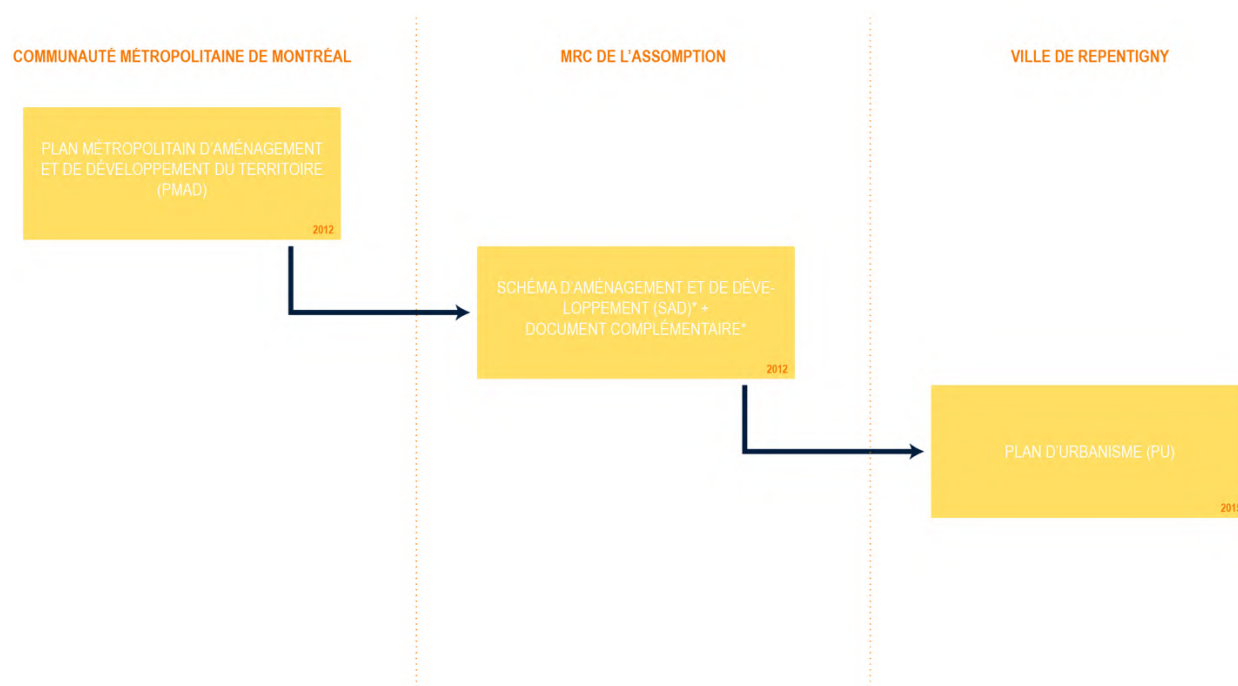 COMMUNAUTÉ MÉTROPOLITAINE DE MONTRÉAL
MRC DE L'ASSOMPTION
VILLE DE REPENTIGNY
PLAN MÉTROPOLITAIN D'AMÉNAGEMENT
ET DE DÉVELOPPEMENT DU TERRITOIRE
(PMAD)
2012
SCHÉMA D'AMÉNAGEMENT ET DE DÉVE-
LOPPEMENT (SAD)* +
DOCUMENT COMPLÉMENTAIRE*
2012
PLAN D'URBANISME (PU)
2015